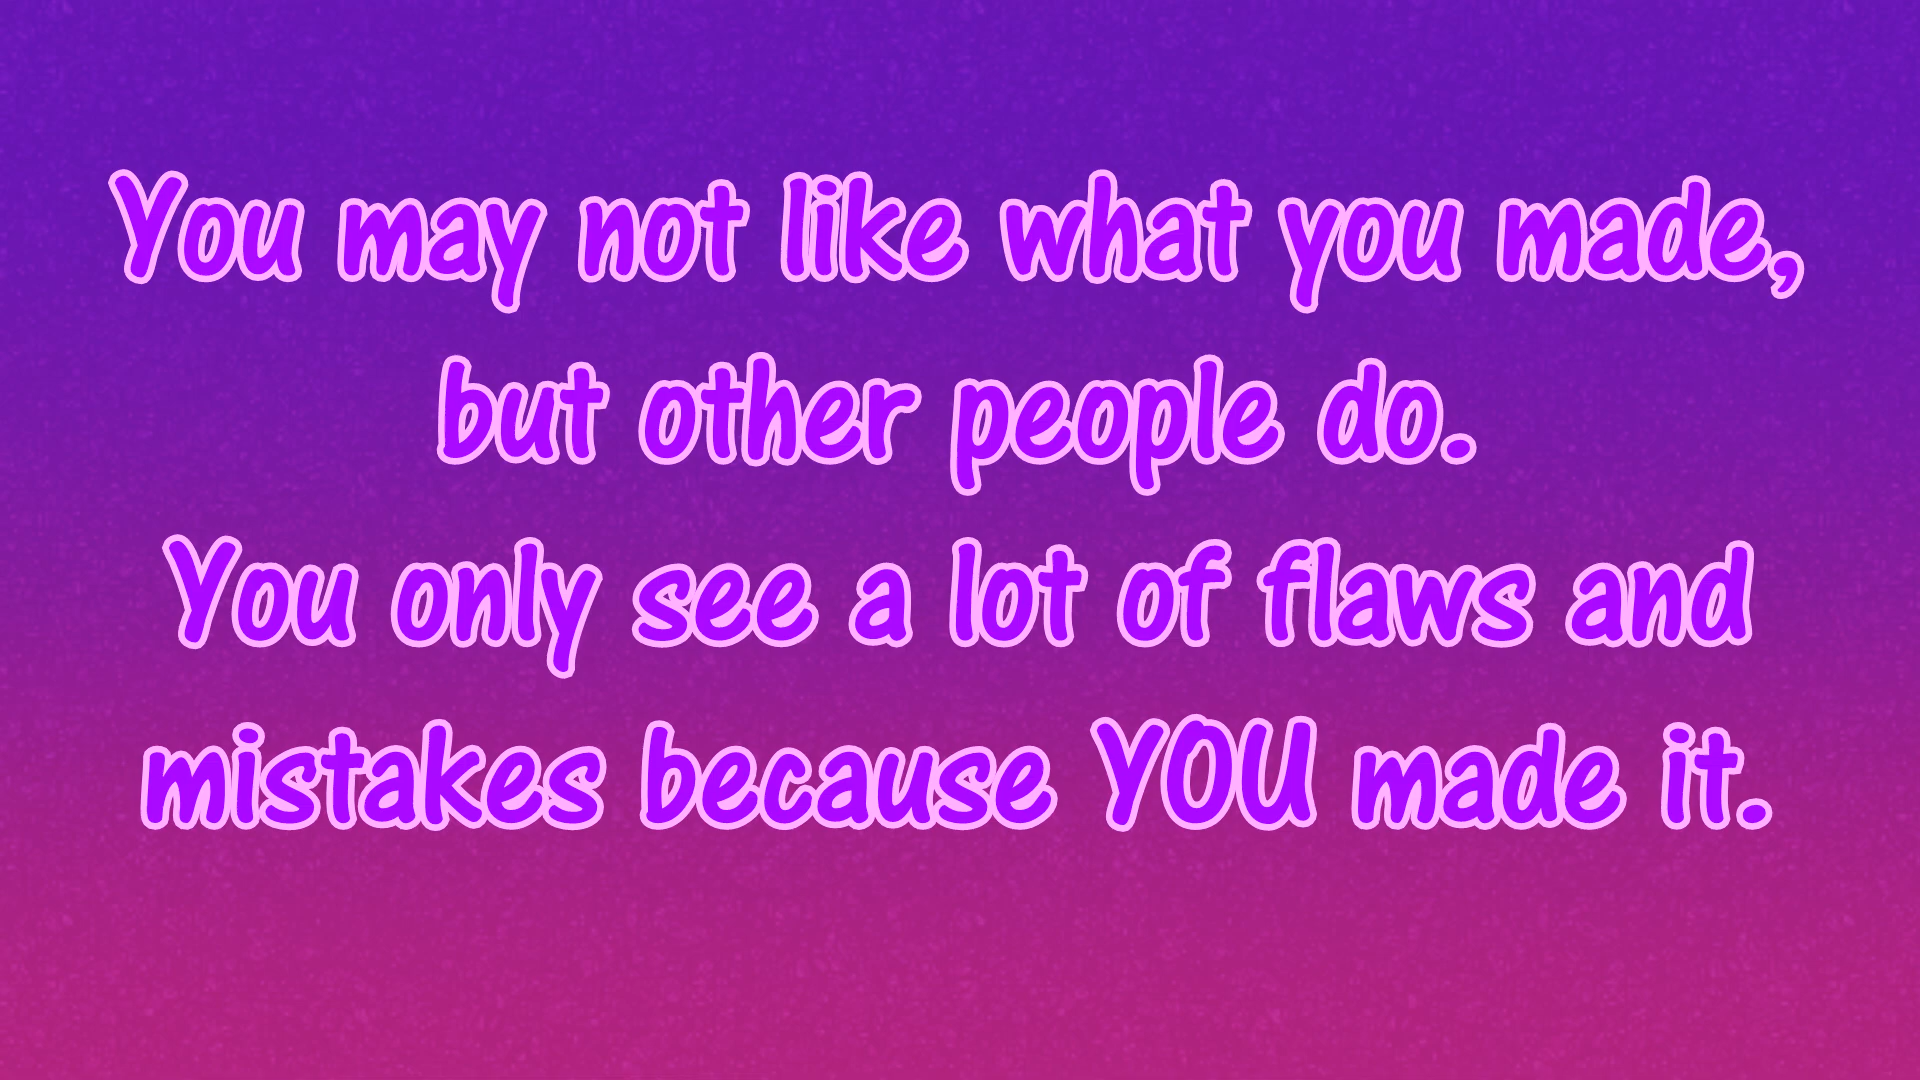 You may not like what you made,
but other people do.
You only see a lot of flaws and
mistakes because YOU made it.